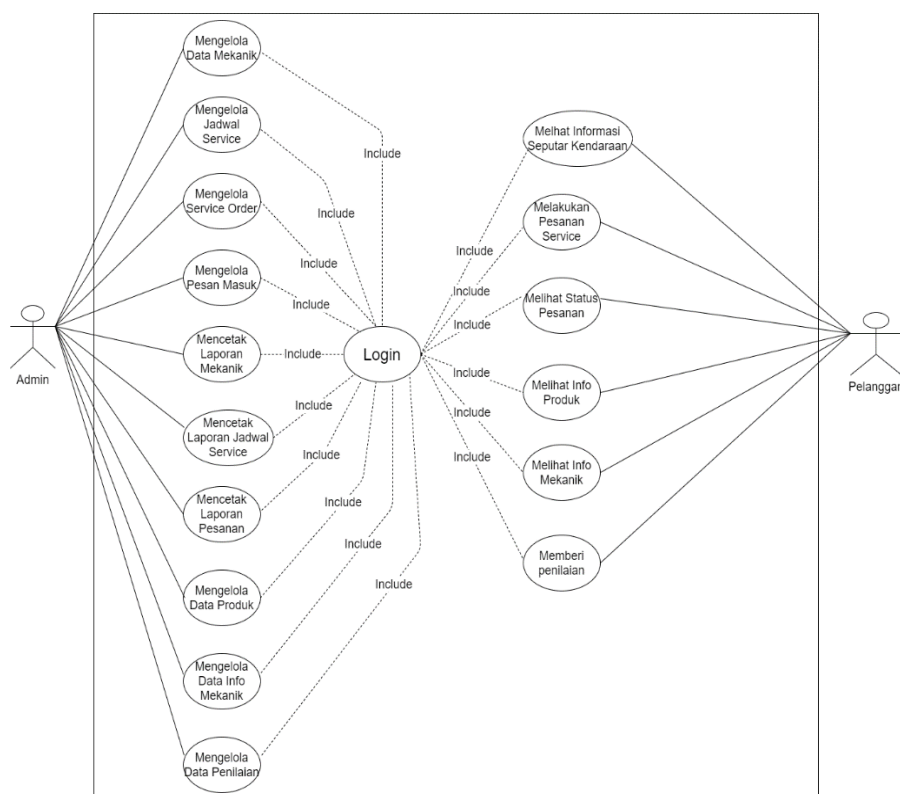 Mengelola
Data Mekanik
Mengelola
Jadwal
Service
Mengelola
Service Order
Mengelola
Pesan Masuk
Mencetak
Laporan
Mekanik
Mencetak
Laporan Jadwal
Service
Mencetak
Laporan
Pesanan
Mengelola
Data Produk
Mengelola
Data Info
Mekanik
Mengelola
Data Penilaian
Admin
Include
Include
Include
Include
Include
Include
Include
Include
Include
Include
Login
Include
Include
Include
Include
Include
Include
Melhat Informasi
Seputar Kendaraan
Melakukan
Pesanan
Service
Melihat Status
Pesanan
Melihat Info
Produk
Melihat Info
Mekanik
Memberi
penilaian
Pelanggan